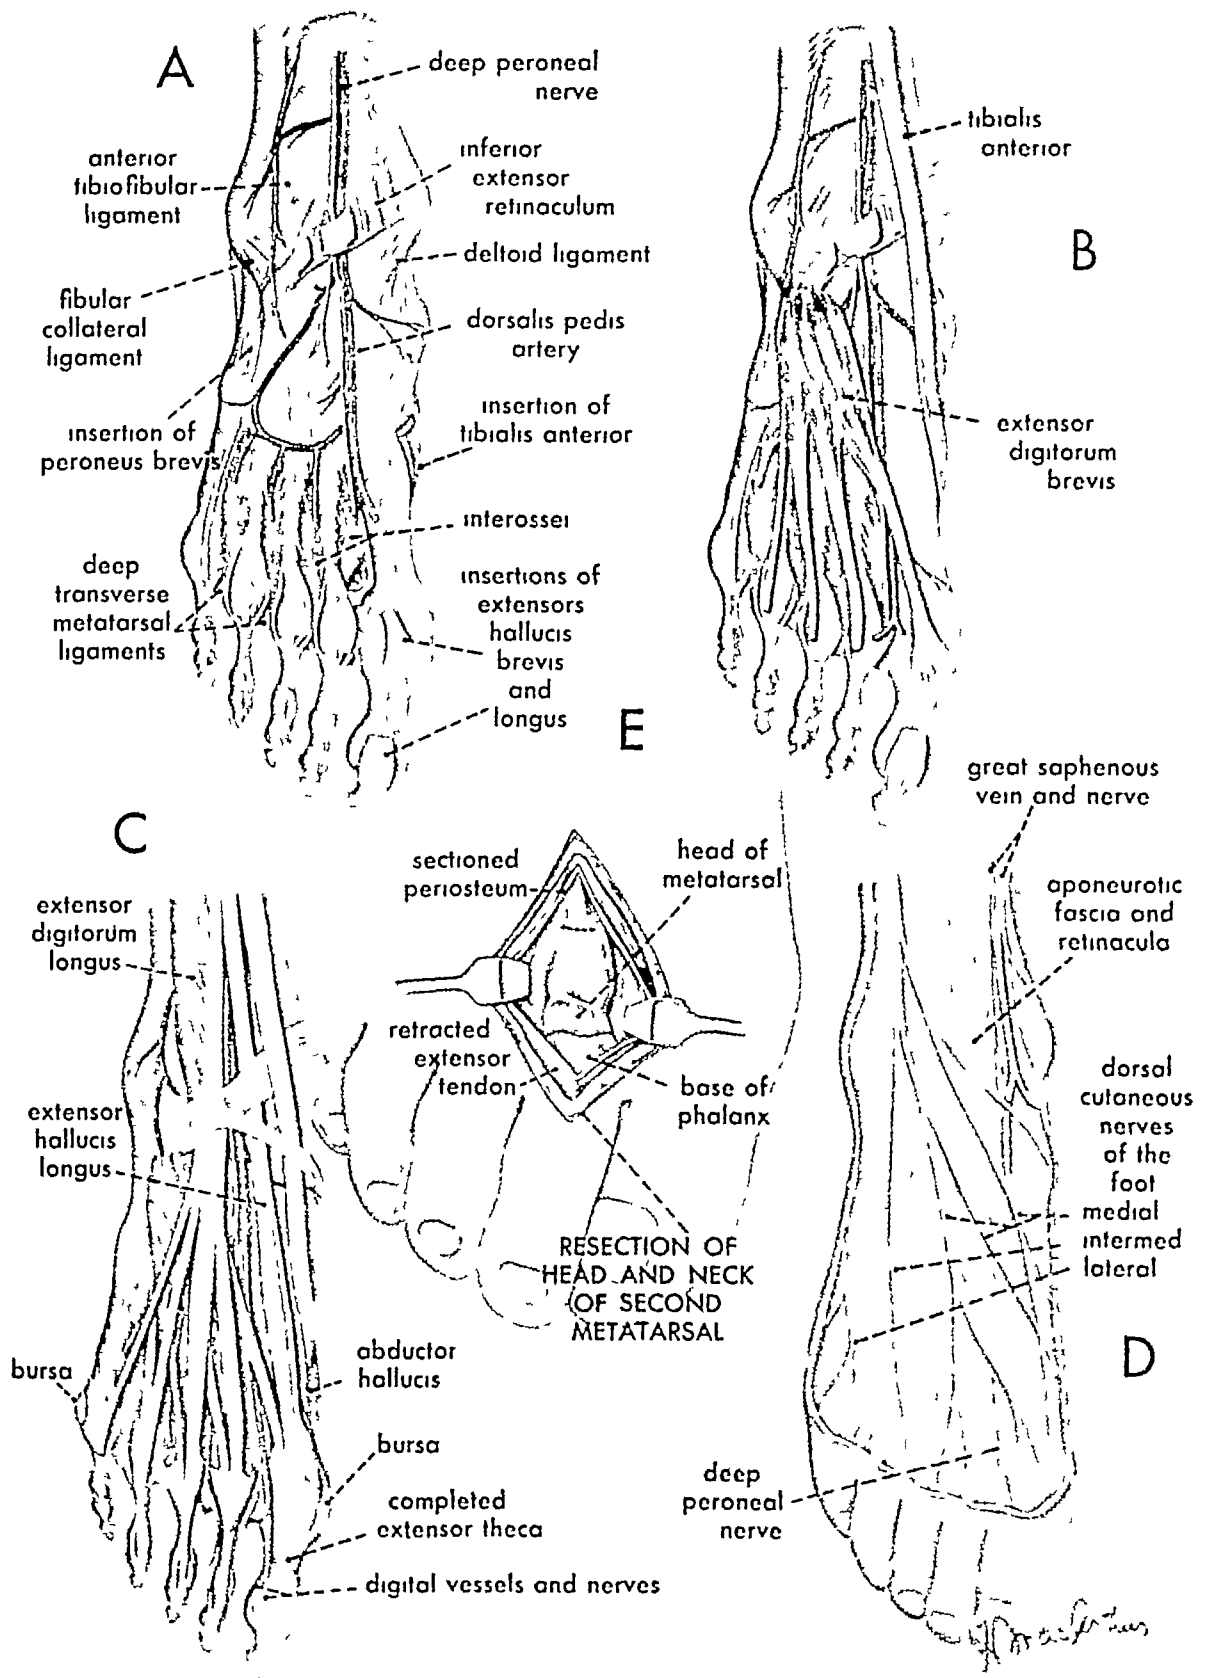 A
deep peroneal
nerve
anterior
tibiofibular
ligament
inferior
extensor
retinaculum
deltoid ligament
fibular
collateral
ligament
dorsalis pedis
artery
insertion of
peroneus brevis
insertion of
tibialis anterior
interossei
deep
transverse
metatarsal
ligaments
insertions of
extensors
hallucis
brevis
and
longus
B
tibialis
anterior
extensor
digitorum
brevis
C
extensor
digitorum
longus
extensor
hallucis
longus
bursa
abductor
hallucis
bursa
completed
extensor theca
digital vessels and nerves
E
sectioned
periosteum
head of
metatarsal
retracted
extensor
tendon
base of
phalanx
RESECTION OF
HEAD AND NECK
OF SECOND
METATARSAL
D
great saphenous
vein and nerve
aponeurotic
fascia and
retinacula
dorsal
cutaneous
nerves
of the
foot
medial
intermed
lateral
deep
peroneal
nerve